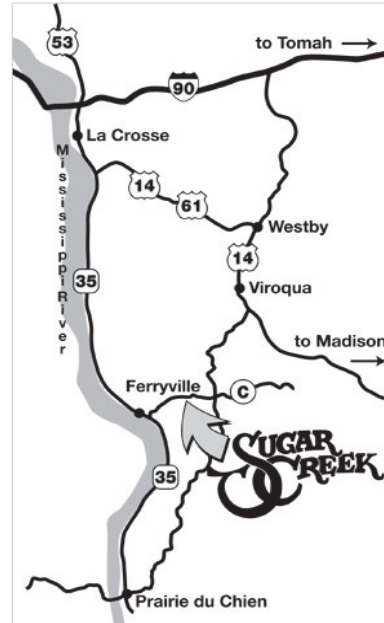 53
to Tomah
90
La Crosse
Mississippi River
14
61
Westby
14
35
Viroqua
to Madison
Ferryville
C
SUGAR
CREEK
35
Prairie du Chien